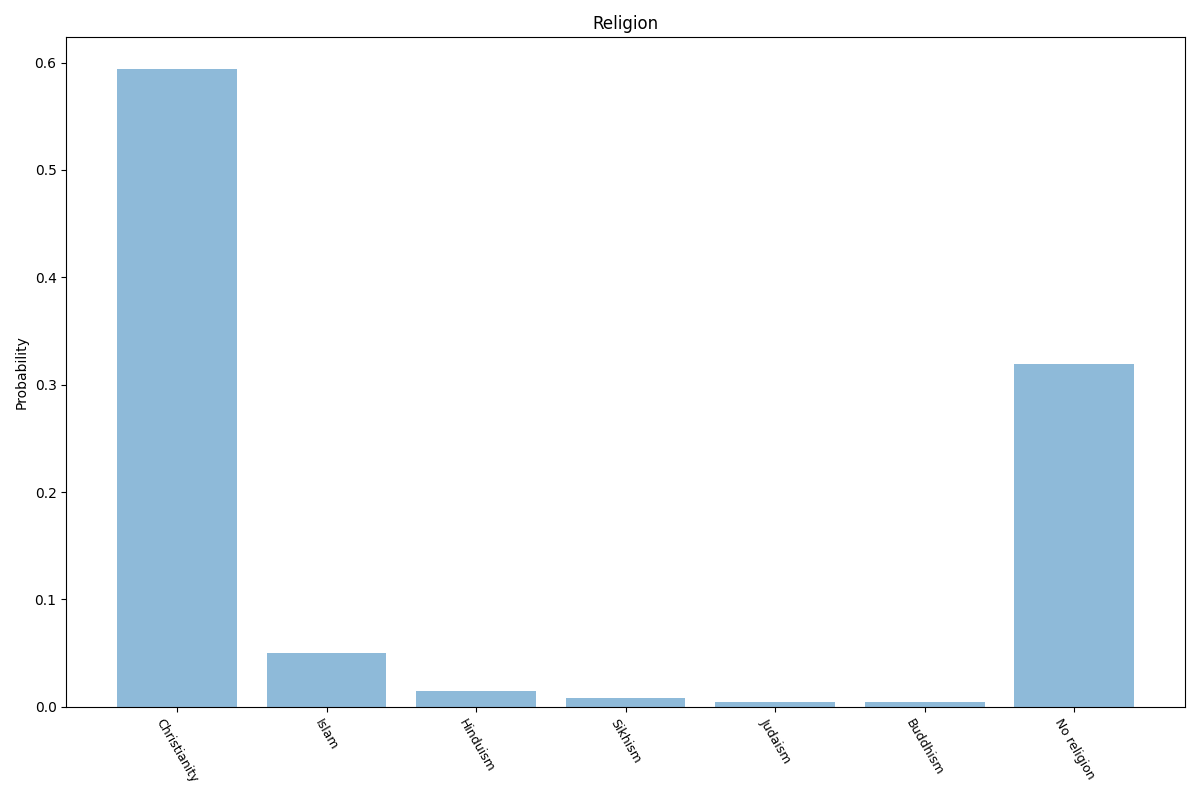 Religion
Probability
0.6
0.5
0.4
0.3
0.2
0.1
0.0
Christianity
Islam
Hinduism
Sikhism
Judaism
Buddhism
No religion